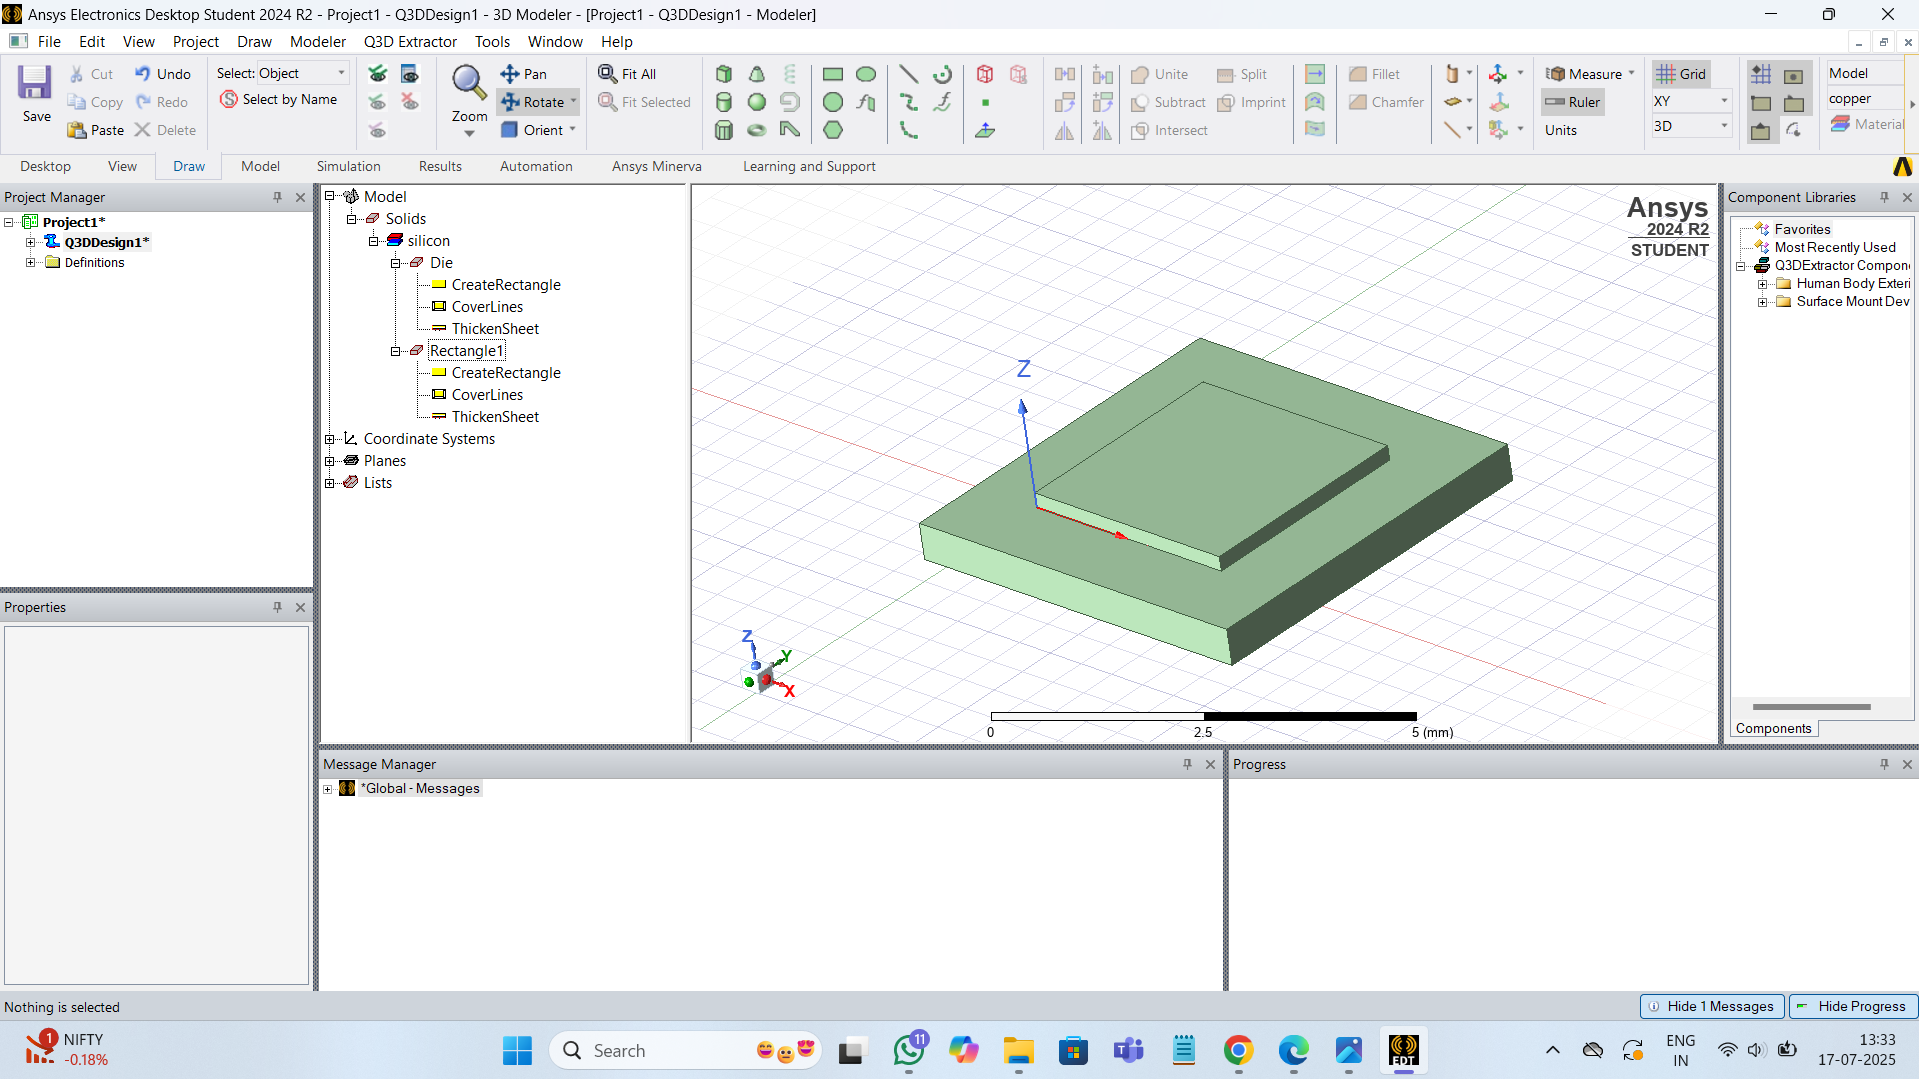 Ansys Electronics Desktop Student 2024 R2 - Project1 - Q3DDesign1 - 3D Modeler - [Project1 - Q3DDesign1 - Modeler]
File Edit View Project Draw Modeler Q3D Extractor Tools Window Help
Save
Cut
Copy
Paste
Undo
Redo
Delete
Select: Object
Select by Name
Zoom
Pan
Rotate
Orient
Fit All
Fit Selected
Unite
Subtract
Intersect
Split
Imprint
Fillet
Chamfer
Measure
Ruler
Units
Grid
XY
3D
Model
copper
Material
Desktop View Draw Model Simulation Results Automation Ansys Minerva Learning and Support
Project Manager
Project1*
Q3DDesign1*
Definitions
Properties
Model
Solids
silicon
Die
CreateRectangle
CoverLines
ThickenSheet
Rectangle1
CreateRectangle
CoverLines
ThickenSheet
Coordinate Systems
Planes
Lists
Ansys
2024 R2
STUDENT
Z
Z
Y
X
0 2.5 5 (mm)
Component Libraries
Favorites
Most Recently Used
Q3DExtractor Compon
Human Body Exteri
Surface Mount Dev
Components
Message Manager
*Global - Messages
Progress
Nothing is selected
Hide 1 Messages
Hide Progress
1
NIFTY
-0.18%
Search
11
EDT
ENG
IN
13:33
17-07-2025